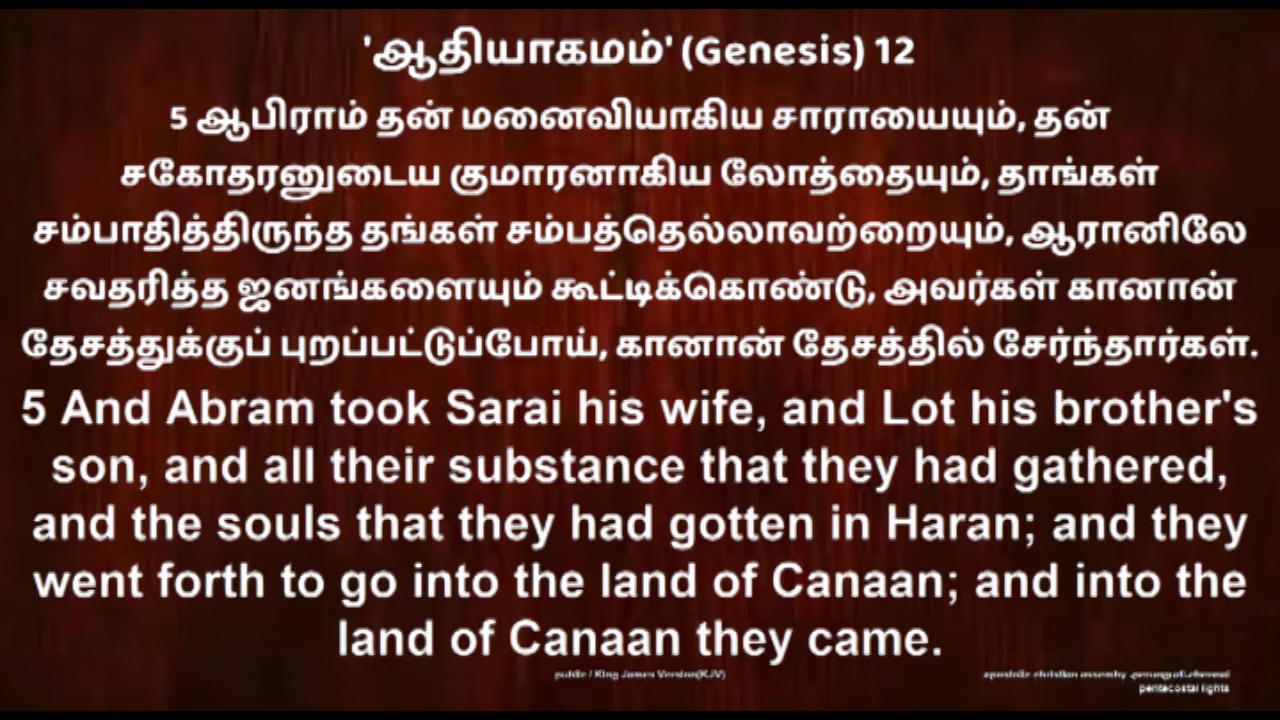 'ஆதியாகமம்' (Genesis) 12
5 ஆபிராம் தன் மனைவியாகிய சாராயையும், தன்
சகோதரனுடைய குமாரனாகிய லோத்தையும், தாங்கள்
சம்பாதித்திருந்த தங்கள் சம்பத்தெல்லாவற்றையும், ஆரானிலே
சவதரித்த ஜனங்களையும் கூட்டிக்கொண்டு, அவர்கள் கானான்
தேசத்துக்குப் புறப்பட்டுப்போய், கானான் தேசத்தில் சேர்ந்தார்கள்.
5 And Abram took Sarai his wife, and Lot his brother's
son, and all their substance that they had gathered,
and the souls that they had gotten in Haran; and they
went forth to go into the land of Canaan; and into the
land of Canaan they came.
public / King James Version(KJV)
apostolic christian assembly
pentecostal lights